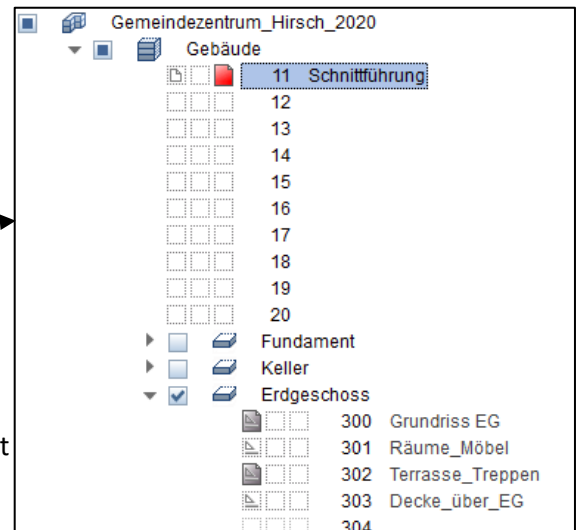 Gemeindezentrum_Hirsch_2020
Gebäude
11 Schnittführung
12
13
14
15
16
17
18
19
20
Fundament
Keller
Erdgeschoss
300 Grundriss EG
301 Räume_Möbel
t
302 Terrasse_Treppen
303 Decke_über_EG
304